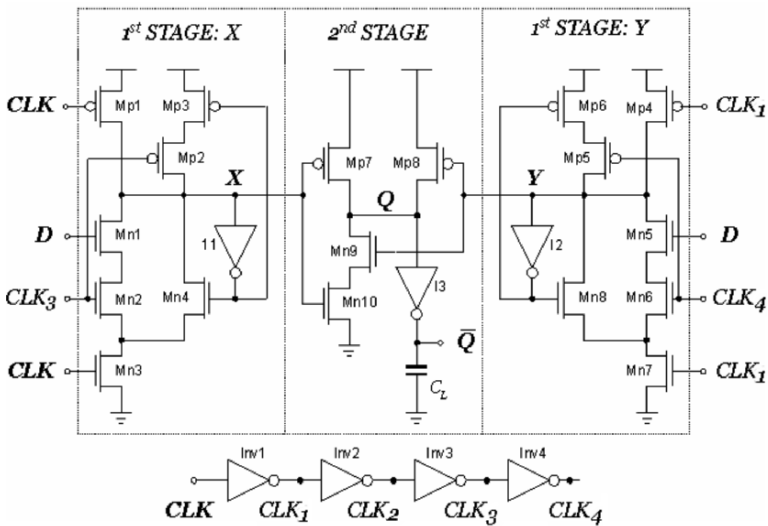 1st STAGE: X
2nd STAGE
1st STAGE: Y
CLK
Mp1
Mp3
Mp6
Mp4
CLK1
Mp2
Mp5
Mp7
Mp8
X
Q
Y
D
Mn1
11
Mn9
I2
Mn5
D
CLK3
Mn2
Mn4
Mn10
I3
Mn8
Mn6
CLK4
Q
CLK
Mn3
CL
Mn7
CLK1
Inv1
Inv2
Inv3
Inv4
CLK
CLK1
CLK2
CLK3
CLK4